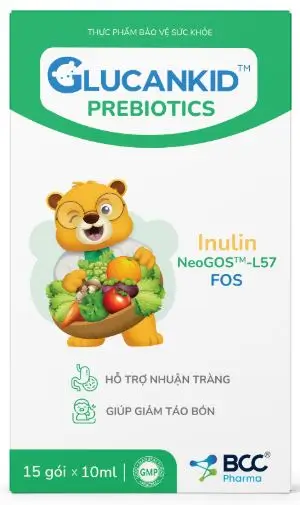 THỰC PHẨM BẢO VỆ SỨC KHỎE
GLUCANKID™
PREBIOTICS
Inulin
NeoGOS™-L57
FOS
HỖ TRỢ NHUẬN TRÀNG
GIÚP GIẢM TÁO BÓN
15 gói x 10ml
GMP
BCC®
Pharma